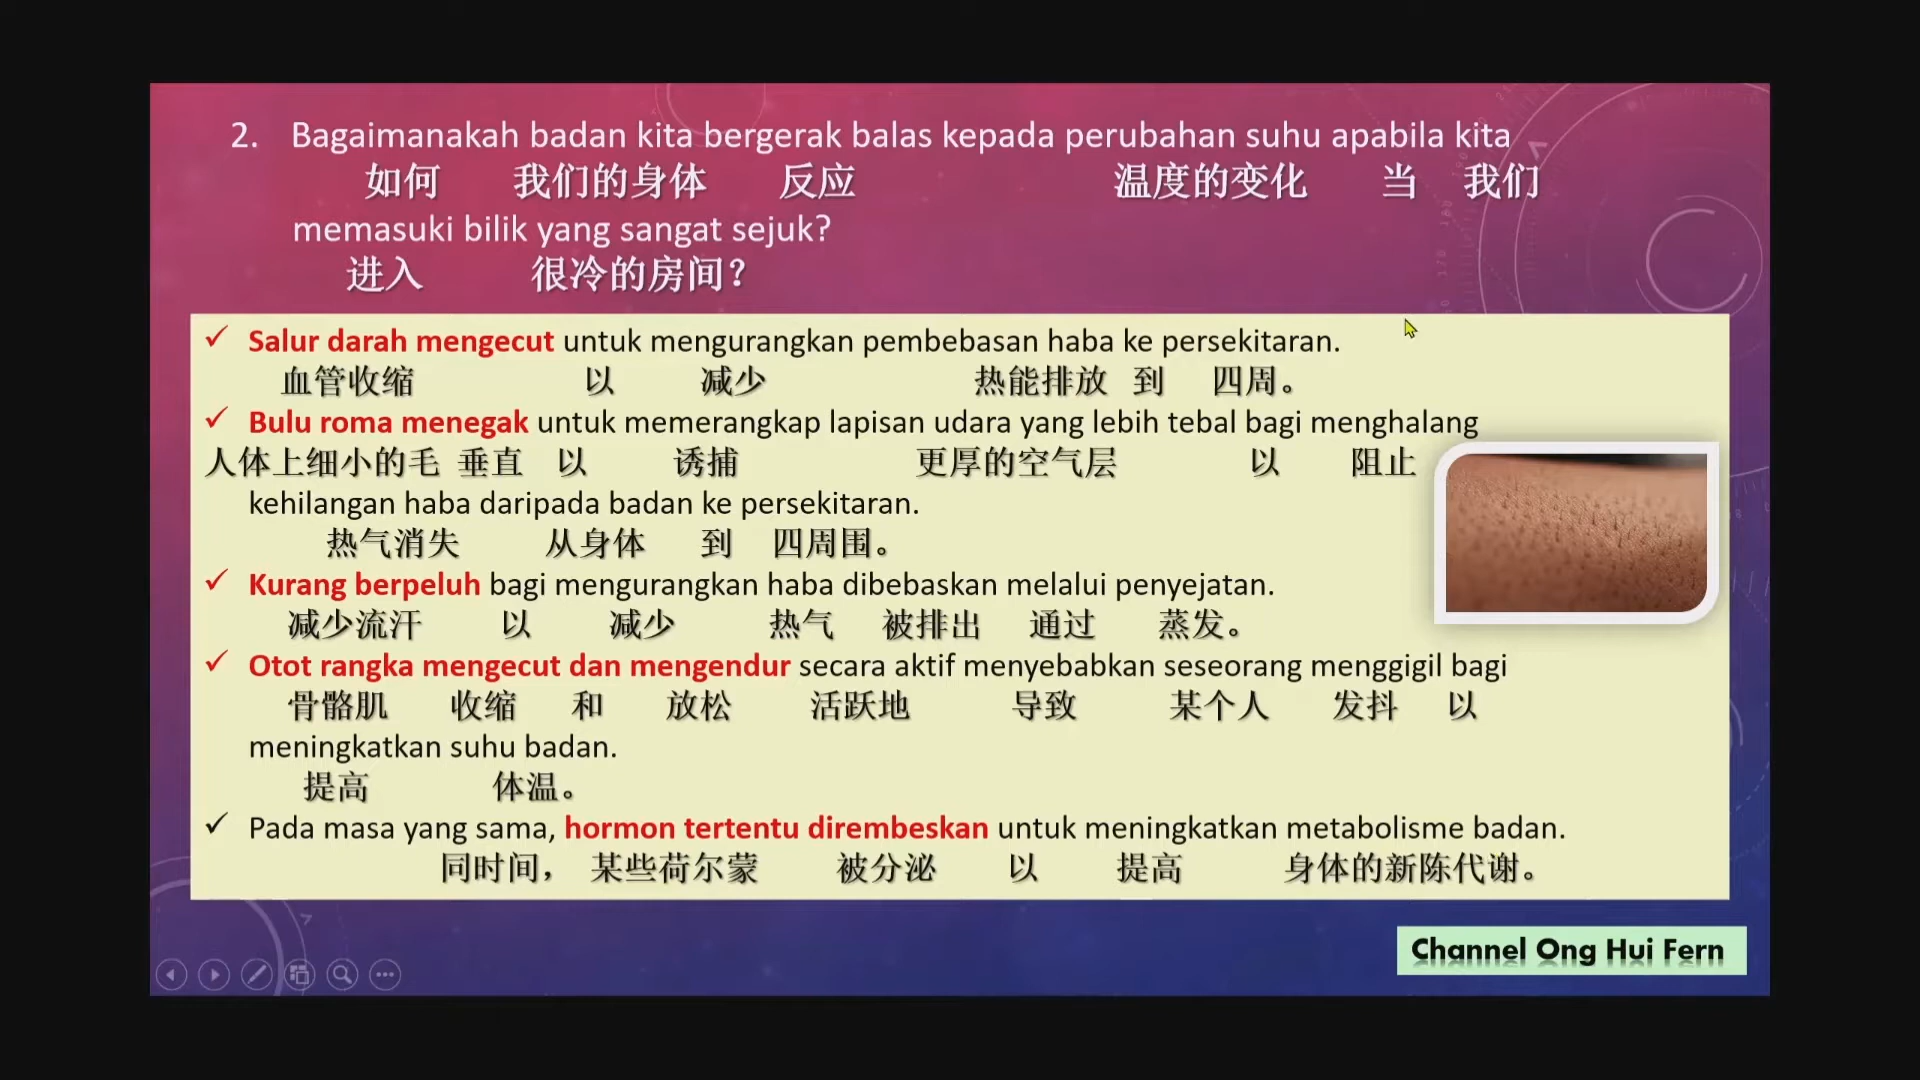 2. Bagaimanakah badan kita bergerak balas kepada perubahan suhu apabila kita
如何 我们的身体 反应 温度的变化 当 我们
memasuki bilik yang sangat sejuk?
进入 很冷的房间？
✓ Salur darah mengecut untuk mengurangkan pembebasan haba ke persekitaran.
血管收缩 以 减少 热能排放 到 四周。
✓ Bulu roma menegak untuk memerangkap lapisan udara yang lebih tebal bagi menghalang
人体上细小的毛 垂直 以 诱捕 更厚的空气层 以 阻止
kehilangan haba daripada badan ke persekitaran.
热气消失 从身体 到 四周围。
✓ Kurang berpeluh bagi mengurangkan haba dibebaskan melalui penyejatan.
减少流汗 以 减少 热气 被排出 通过 蒸发。
✓ Otot rangka mengecut dan mengendur secara aktif menyebabkan seseorang menggigil bagi
骨骼肌 收缩 和 放松 活跃地 导致 某个人 发抖 以
meningkatkan suhu badan.
提高 体温。
✓ Pada masa yang sama, hormon tertentu dirembeskan untuk meningkatkan metabolisme badan.
同时间， 某些荷尔蒙 被分泌 以 提高 身体的新陈代谢。
Channel Ong Hui Fern